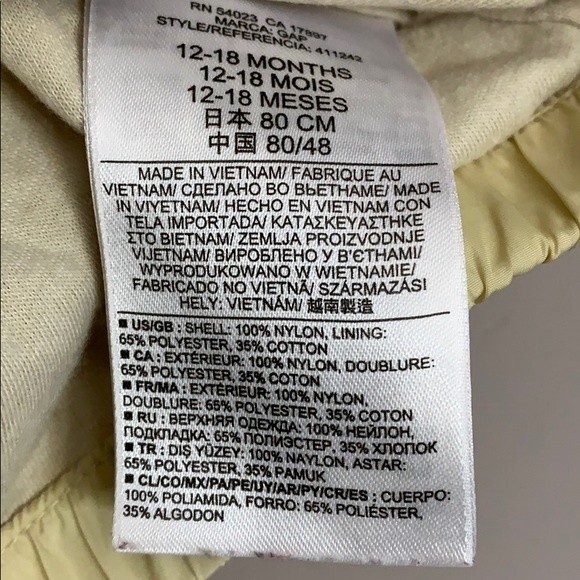 RN 54023 CA 17897
MARCA: GAP
STYLE/REFERENCIA: 411242
12-18 MONTHS
12-18 MOIS
12-18 MESES
日本 80 CM
中国 80/48
MADE IN VIETNAM/ FABRIQUE AU
VIETNAM/ СДЕЛАНО ВО ВЬЕТНАМЕ/ MADE
IN VIYETNAM/ HECHO EN VIETNAM CON
TELA IMPORTADA/ ΚΑΤΑΣΚΕΥΑΣΤΗΚΕ
ΣΤΟ ΒΙΕΤΝΑΜ/ ZEMLJA PROIZVODNJE
VIJETNAM/ ВИРОБЛЕНО У В'ЄТНАМІ/
WYPRODUKOWANO W WIETNAMIE/
FABRICADO NO VIETNÃ/ SZÁRMAZÁSI
HELY: VIETNÁM/ 越南製造
■ US/GB : SHELL: 100% NYLON, LINING:
65% POLYESTER, 35% COTTON
■ CA : EXTÉRIEUR: 100% NYLON, DOUBLURE:
65% POLYESTER, 35% COTON
■ FR/MA : EXTÉRIEUR: 100% NYLON,
DOUBLURE: 65% POLYESTER, 35% COTON
■ RU : ВЕРХНЯЯ ОДЕЖДА: 100% НЕЙЛОН,
ПОДКЛАДКА: 65% ПОЛИЭСТЕР, 35% ХЛОПОК
■ TR : DIŞ YÜZEY: 100% NAYLON, ASTAR:
65% POLYESTER, 35% PAMUK
■ CL/CO/MX/PA/PE/UY/AR/PY/CR/ES : CUERPO:
100% POLIAMIDA, FORRO: 65% POLIÉSTER,
35% ALGODON